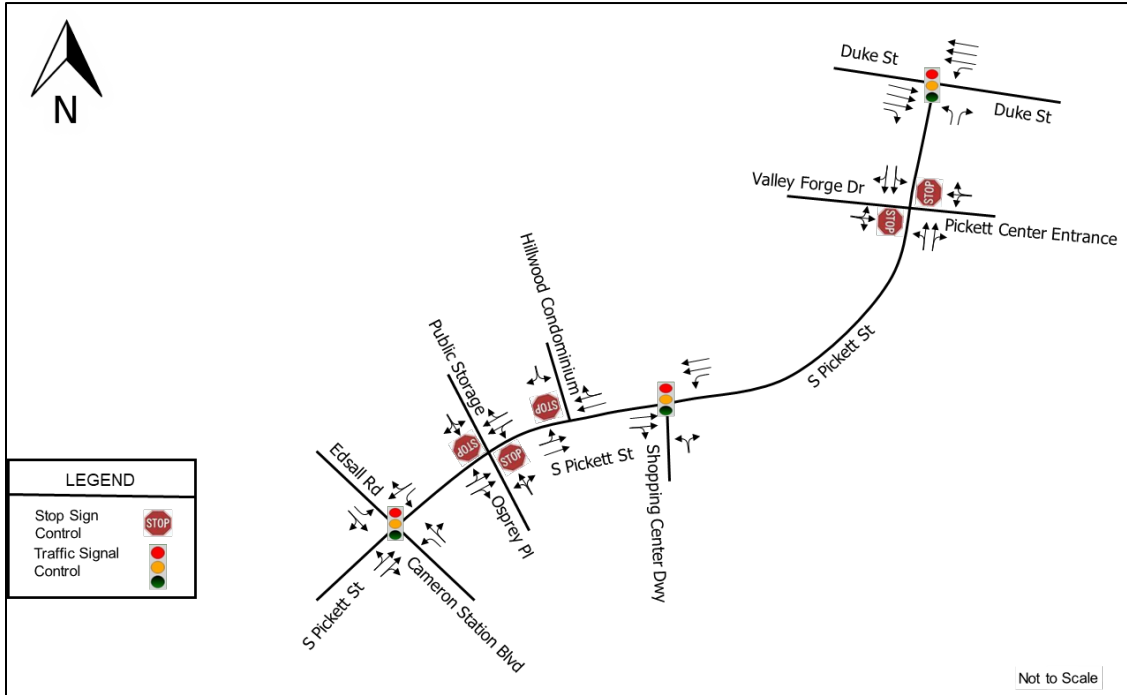 N
Duke St
Duke St
Valley Forge Dr
STOP
STOP
Pickett Center Entrance
Hillwood Condominium
Public Storage
S Pickett St
STOP
STOP
STOP
S Pickett St
Shopping Center Dwy
Edsall Rd
Osprey Pl
S Pickett St
Cameron Station Blvd
LEGEND
Stop Sign
Control
STOP
Traffic Signal
Control
Not to Scale